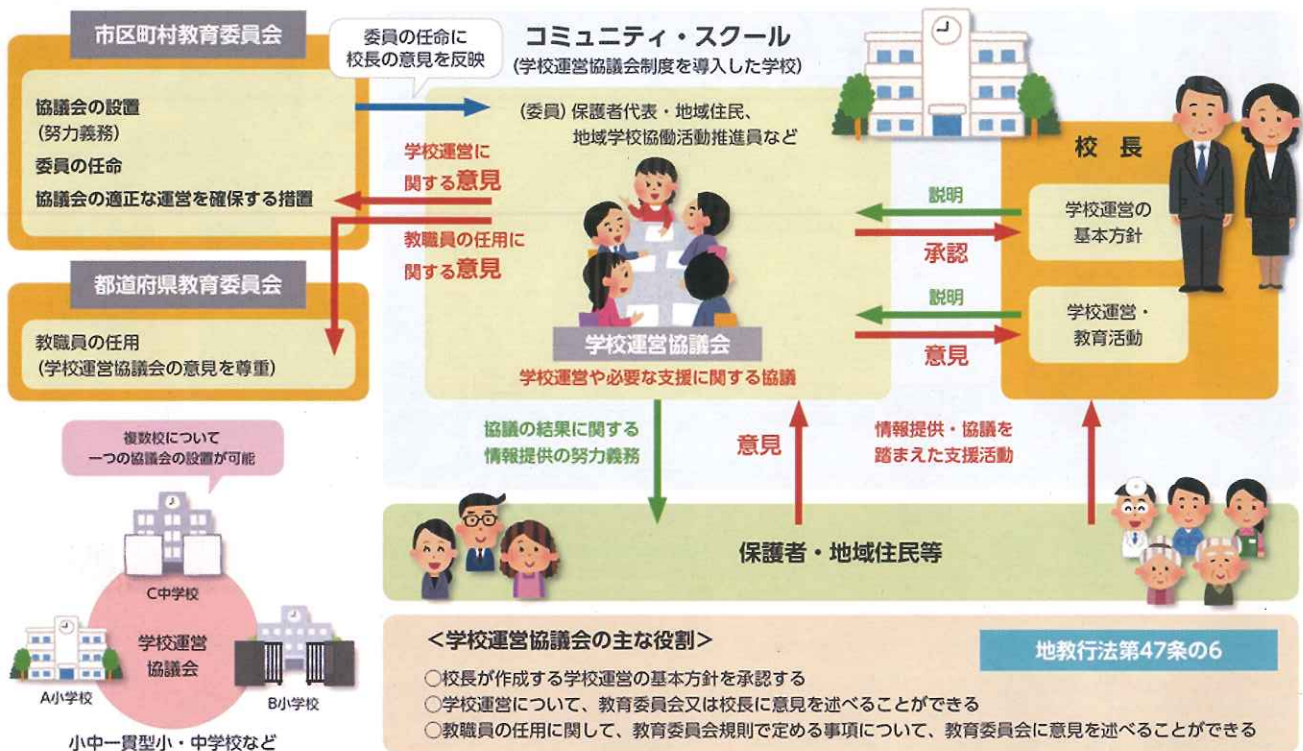 市区町村教育委員会
協議会の設置
(努力義務)
委員の任命
協議会の適正な運営を確保する措置
都道府県教育委員会
教職員の任用
(学校運営協議会の意見を尊重)
委員の任命に
校長の意見を反映
コミュニティ・スクール
(学校運営協議会制度を導入した学校)
(委員) 保護者代表・地域住民、
地域学校協働活動推進員など
学校運営に
関する意見
教職員の任用に
関する意見
学校運営協議会
学校運営や必要な支援に関する協議
校長
説明
学校運営の
基本方針
承認
説明
学校運営・
教育活動
意見
協議の結果に関する
情報提供の努力義務
意見
情報提供・協議を
踏まえた支援活動
保護者・地域住民等
複数校について
一つの協議会の設置が可能
C中学校
学校運営
協議会
A小学校
B小学校
小中一貫型小・中学校など
<学校運営協議会の主な役割>
地教行法第47条の6
○校長が作成する学校運営の基本方針を承認する
○学校運営について、教育委員会又は校長に意見を述べることができる
○教職員の任用に関して、教育委員会規則で定める事項について、教育委員会に意見を述べることができる